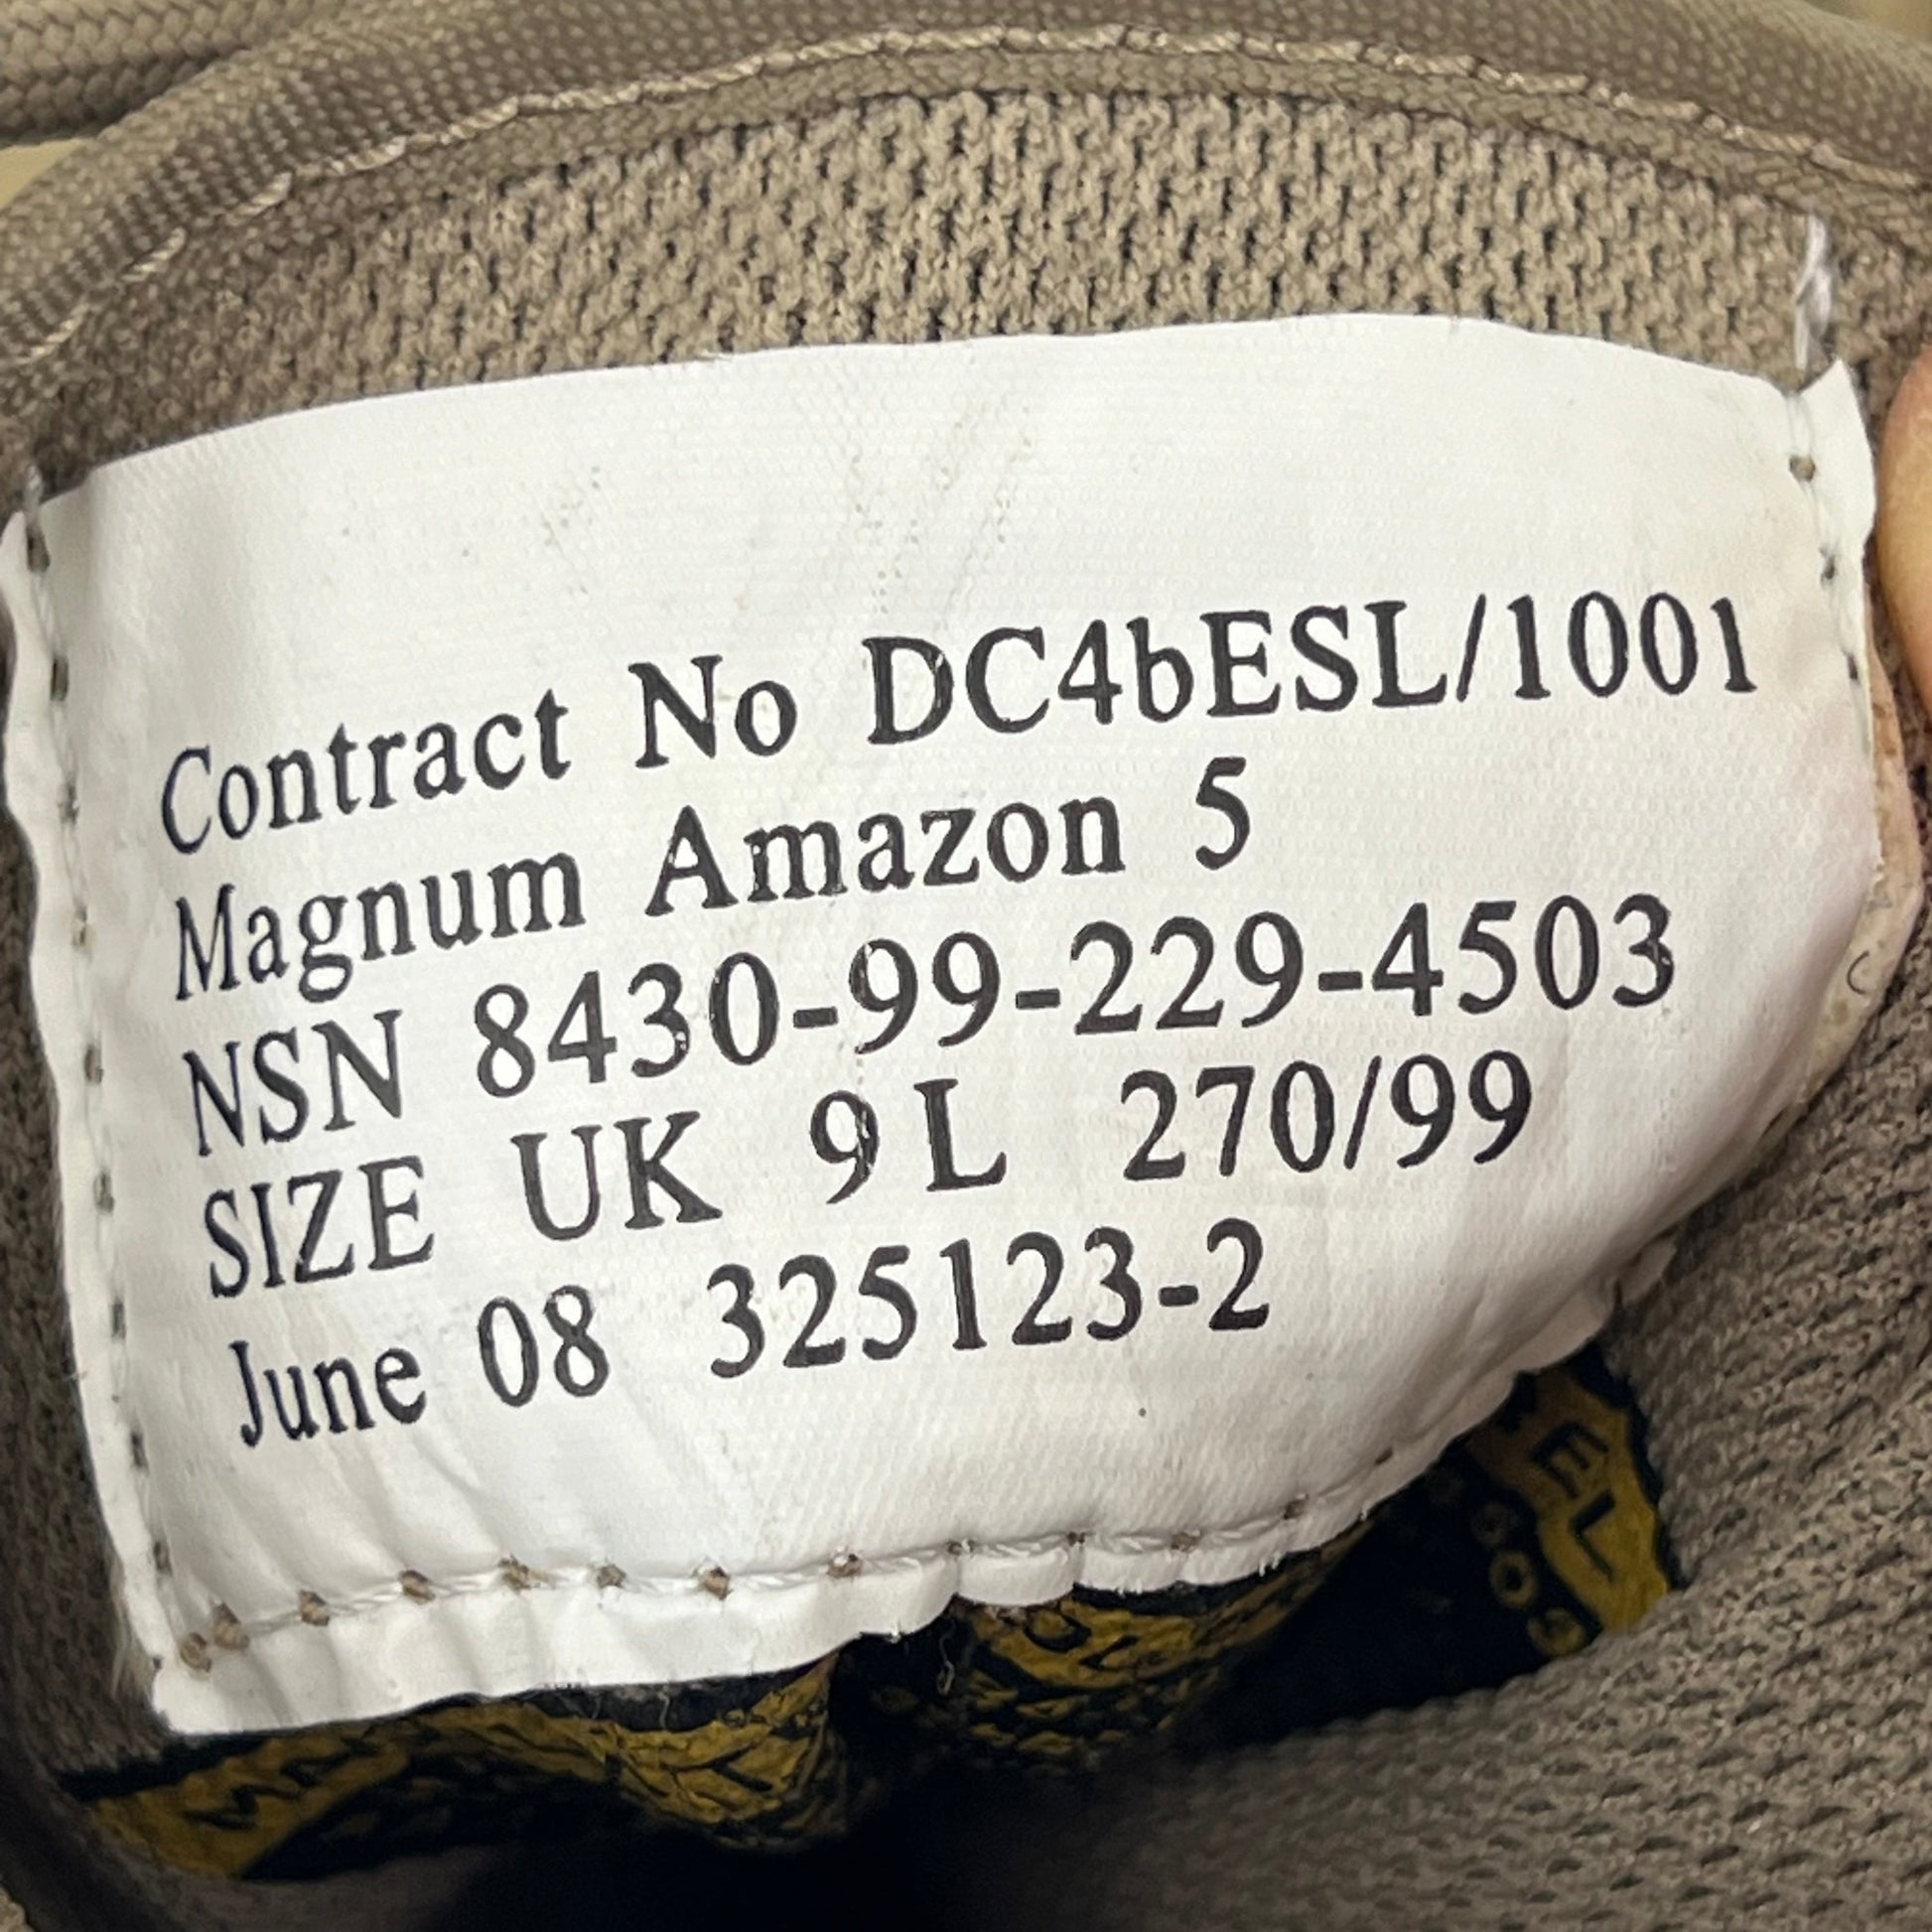 Contract No DC4bESL/1001
Magnum Amazon 5
NSN 8430-99-229-4503
SIZE UK 9 L 270/99
June 08 325123-2